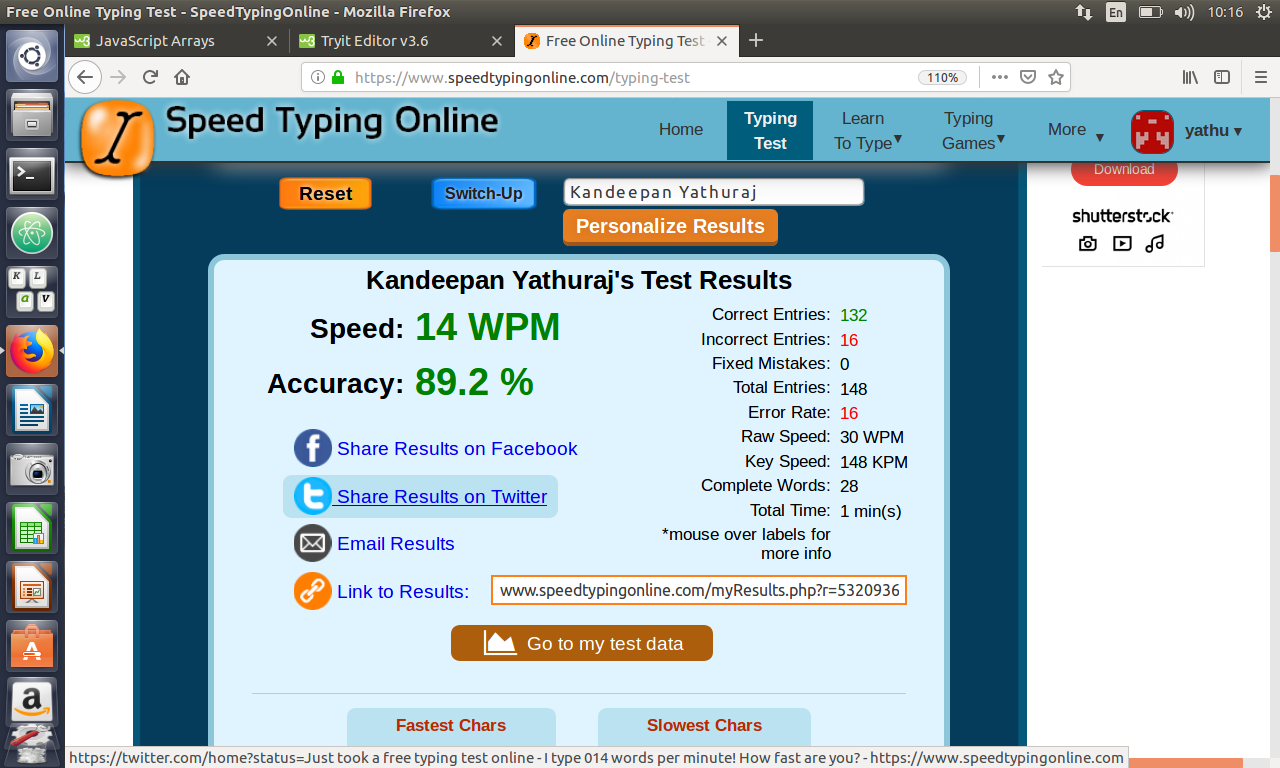 Free Online Typing Test - SpeedTypingOnline - Mozilla Firefox
En
10:16
JavaScript Arrays
Tryit Editor v3.6
Free Online Typing Test
https://www.speedtypingonline.com/typing-test
110%
Speed Typing Online
Home
Typing Test
Learn To Type
Typing Games
More
yathu
Reset
Switch-Up
Kandeepan Yathuraj
Personalize Results
Download
shutterstock
Kandeepan Yathuraj's Test Results
Speed: 14 WPM
Accuracy: 89.2 %
Share Results on Facebook
Share Results on Twitter
Email Results
Link to Results: www.speedtypingonline.com/myResults.php?r=5320936
Correct Entries: 132
Incorrect Entries: 16
Fixed Mistakes: 0
Total Entries: 148
Error Rate: 16
Raw Speed: 30 WPM
Key Speed: 148 KPM
Complete Words: 28
Total Time: 1 min(s)
*mouse over labels for
more info
Go to my test data
Fastest Chars
Slowest Chars
https://twitter.com/home?status=Just took a free typing test online - I type 014 words per minute! How fast are you? - https://www.speedtypingonline.com